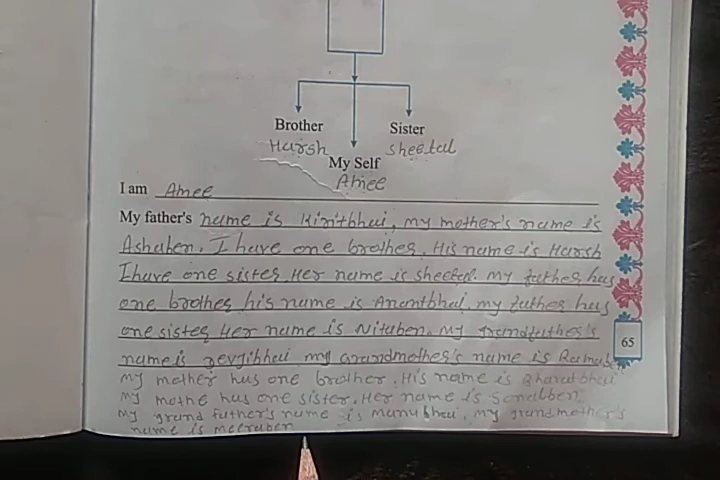 Brother Sister
Harsh sheetal
My Self
Amee
I am Amee
My father's name is Kiritbhai, my mother's name is
Ashaben. I have one brother. His name is Harsh
I have one sister. Her name is sheetal. my father has
one brother his name is Anantbhai. my father has
one sister Her name is Nitaben. My grandfather's
name is Devjibhai my grandmother's name is Ramaben
65
my mother has one brother. His name is Bharatbhai
my mothe has one sister. Her name is Sonalben
my grand father's name is manubhai. my grandmother's
name is meeraben